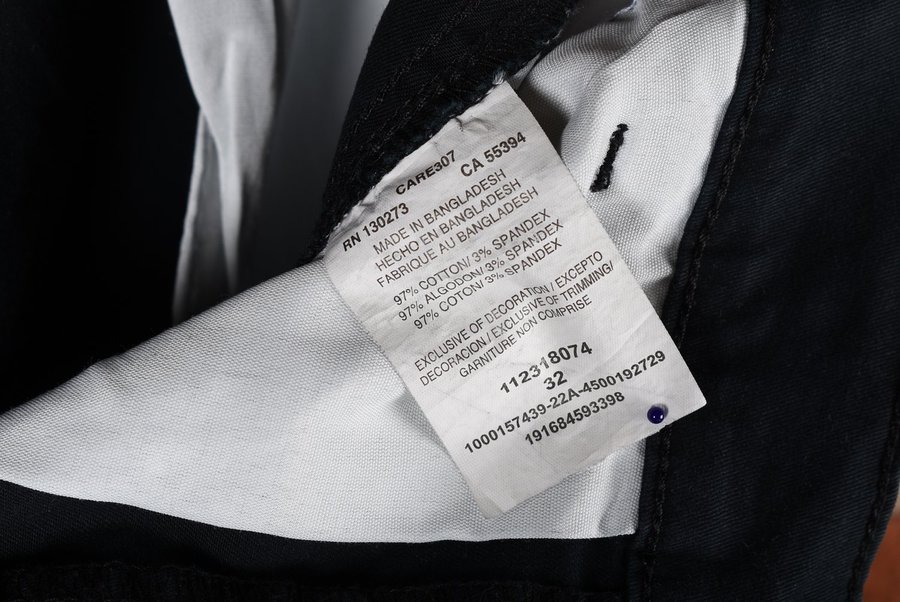 CARE307
RN 130273 CA 55394
MADE IN BANGLADESH
HECHO EN BANGLADESH
FABRIQUE AU BANGLADESH
97% COTTON/ 3% SPANDEX
97% ALGODON/ 3% SPANDEX
97% COTON/ 3% SPANDEX
EXCLUSIVE OF DECORATION / EXCEPTO
DECORACION / EXCLUSIVE OF TRIMMING/
GARNITURE NON COMPRISE
112318074
32
1000157439-22A-4500192729
191684593398